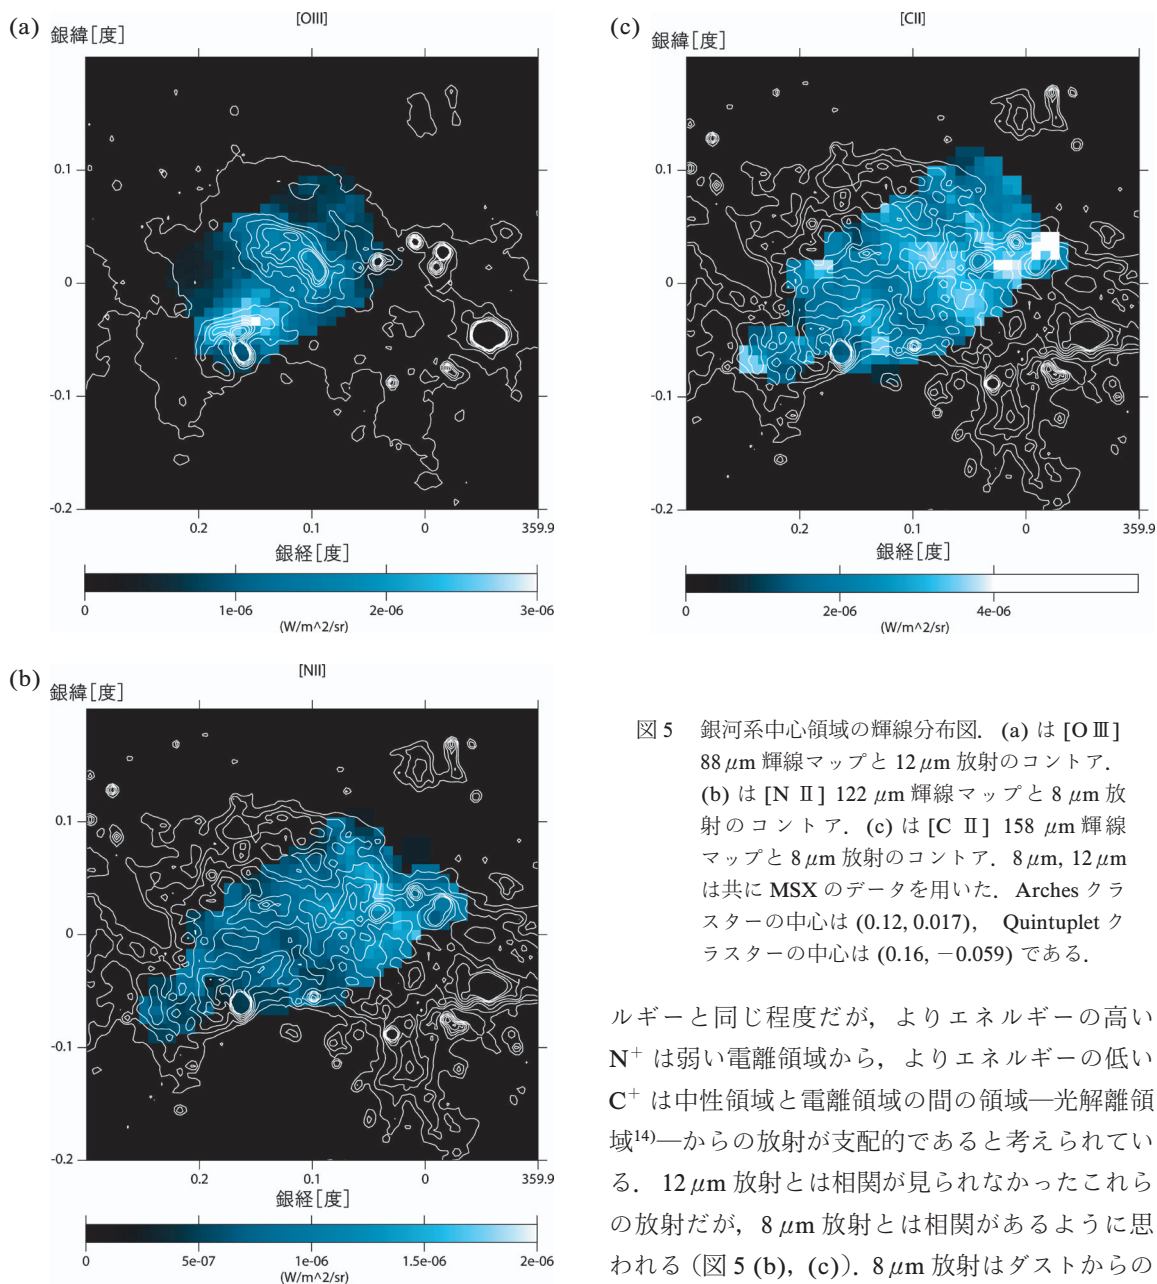 (a)
[OIII]
銀緯[度]
0.1
0
-0.1
-0.2
0.2
0.1
0
359.9
銀経[度]
0
1e-06
2e-06
3e-06
(W/m^2/sr)
(c)
[CII]
銀緯[度]
0.1
0
-0.1
-0.2
0.2
0.1
0
359.9
銀経[度]
0
2e-06
4e-06
(W/m^2/sr)
(b)
[NII]
銀緯[度]
0.1
0
-0.1
-0.2
0.2
0.1
0
359.9
銀経[度]
0
5e-07
1e-06
1.5e-06
2e-06
(W/m^2/sr)
図5 銀河系中心領域の輝線分布図. (a) は [O Ⅲ]
88 μm 輝線マップと 12 μm 放射のコントア.
(b) は [N Ⅱ] 122 μm 輝線マップと 8 μm 放
射のコントア. (c) は [C Ⅱ] 158 μm 輝線
マップと 8 μm 放射のコントア. 8 μm, 12 μm
は共に MSX のデータを用いた. Arches クラ
スターの中心は (0.12, 0.017), Quintuplet ク
ラスターの中心は (0.16, −0.059) である.
ルギーと同じ程度だが, よりエネルギーの高い
N⁺ は弱い電離領域から, よりエネルギーの低い
C⁺ は中性領域と電離領域の間の領域―光解離領
域¹⁴⁾―からの放射が支配的であると考えられてい
る. 12 μm 放射とは相関が見られなかったこれら
の放射だが, 8 μm 放射とは相関があるように思
われる (図 5 (b), (c)). 8 μm 放射はダストからの